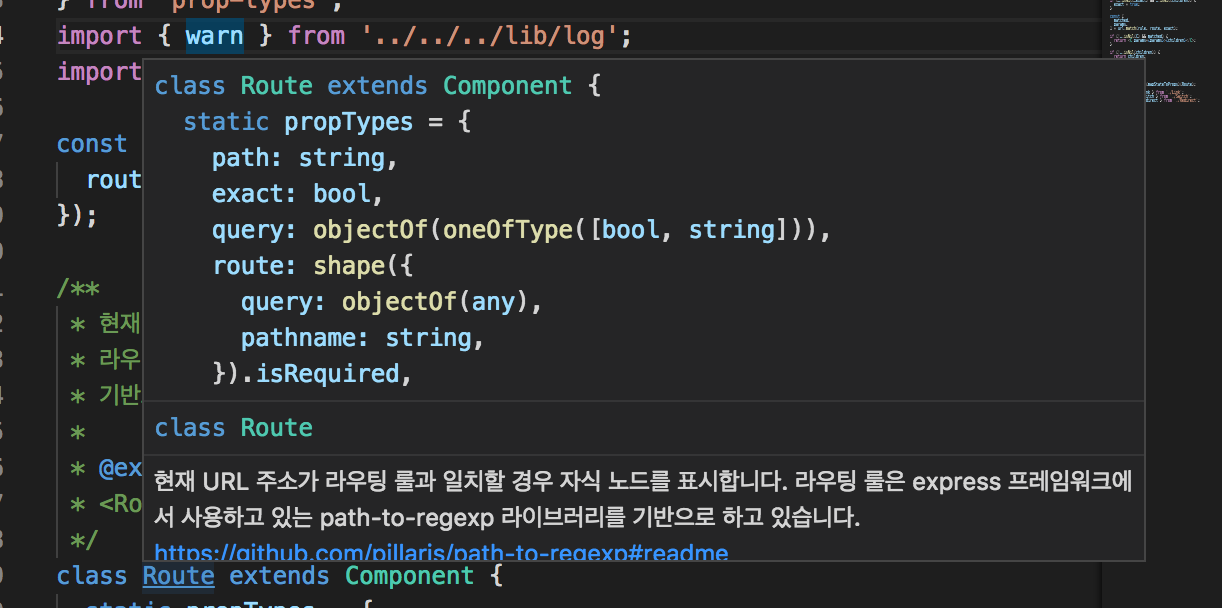 } from 'prop-types';
import { warn } from '../../../lib/log';
import
class Route extends Component {
static propTypes = {
path: string,
exact: bool,
query: objectOf(oneOfType([bool, string])),
route: shape({
query: objectOf(any),
pathname: string,
}).isRequired,
class Route
현재 URL 주소가 라우팅 룰과 일치할 경우 자식 노드를 표시합니다. 라우팅 룰은 express 프레임워크에
서 사용하고 있는 path-to-regexp 라이브러리를 기반으로 하고 있습니다.
https://github.com/pillarjs/path-to-regexp#readme
const
rout
});
/**
* 현재
* 라우
* 기반
*
* @ex
* <Ro
*/
class Route extends Component {
static propTypes = {